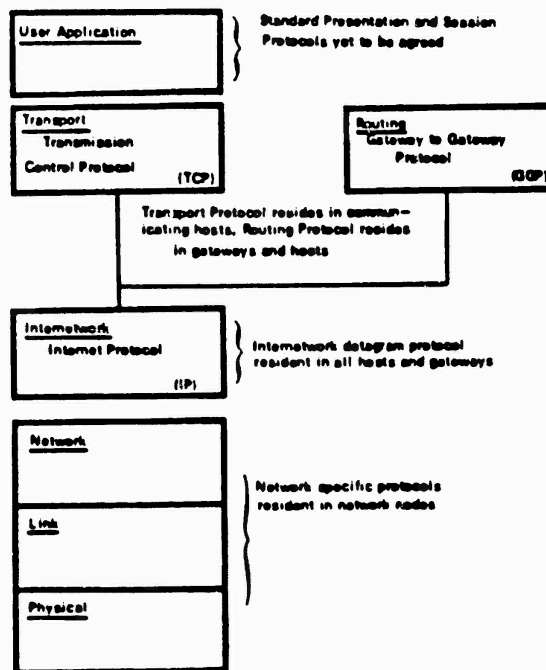 User Application
Standard Presentation and Session
Protocols yet to be agreed
Transport
Transmission
Control Protocol
(TCP)
Routing
Gateway to Gateway
Protocol
(GGP)
Transport Protocol resides in commun-
icating hosts, Routing Protocol resides
in gateways and hosts
Internetwork
Internet Protocol
(IP)
Internetwork datagram protocol
resident in all hosts and gateways
Network
Network specific protocols
resident in network nodes
Link
Physical